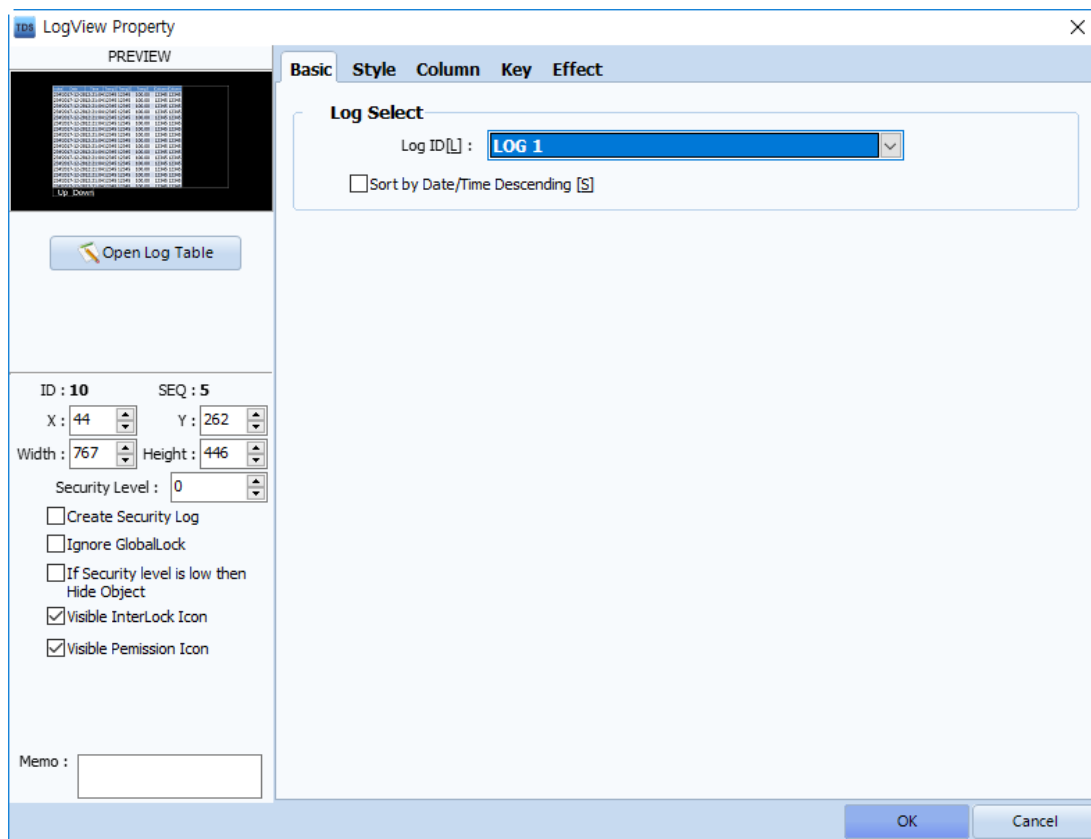 TDS LogView Property
PREVIEW
Up Down
Open Log Table
ID : 10 SEQ : 5
X : 44 Y : 262
Width : 767 Height : 446
Security Level : 0
Create Security Log
Ignore GlobalLock
If Security level is low then
Hide Object
Visible InterLock Icon
Visible Pemission Icon
Memo :
Basic Style Column Key Effect
Log Select
Log ID[L] : LOG 1
Sort by Date/Time Descending [S]
OK Cancel